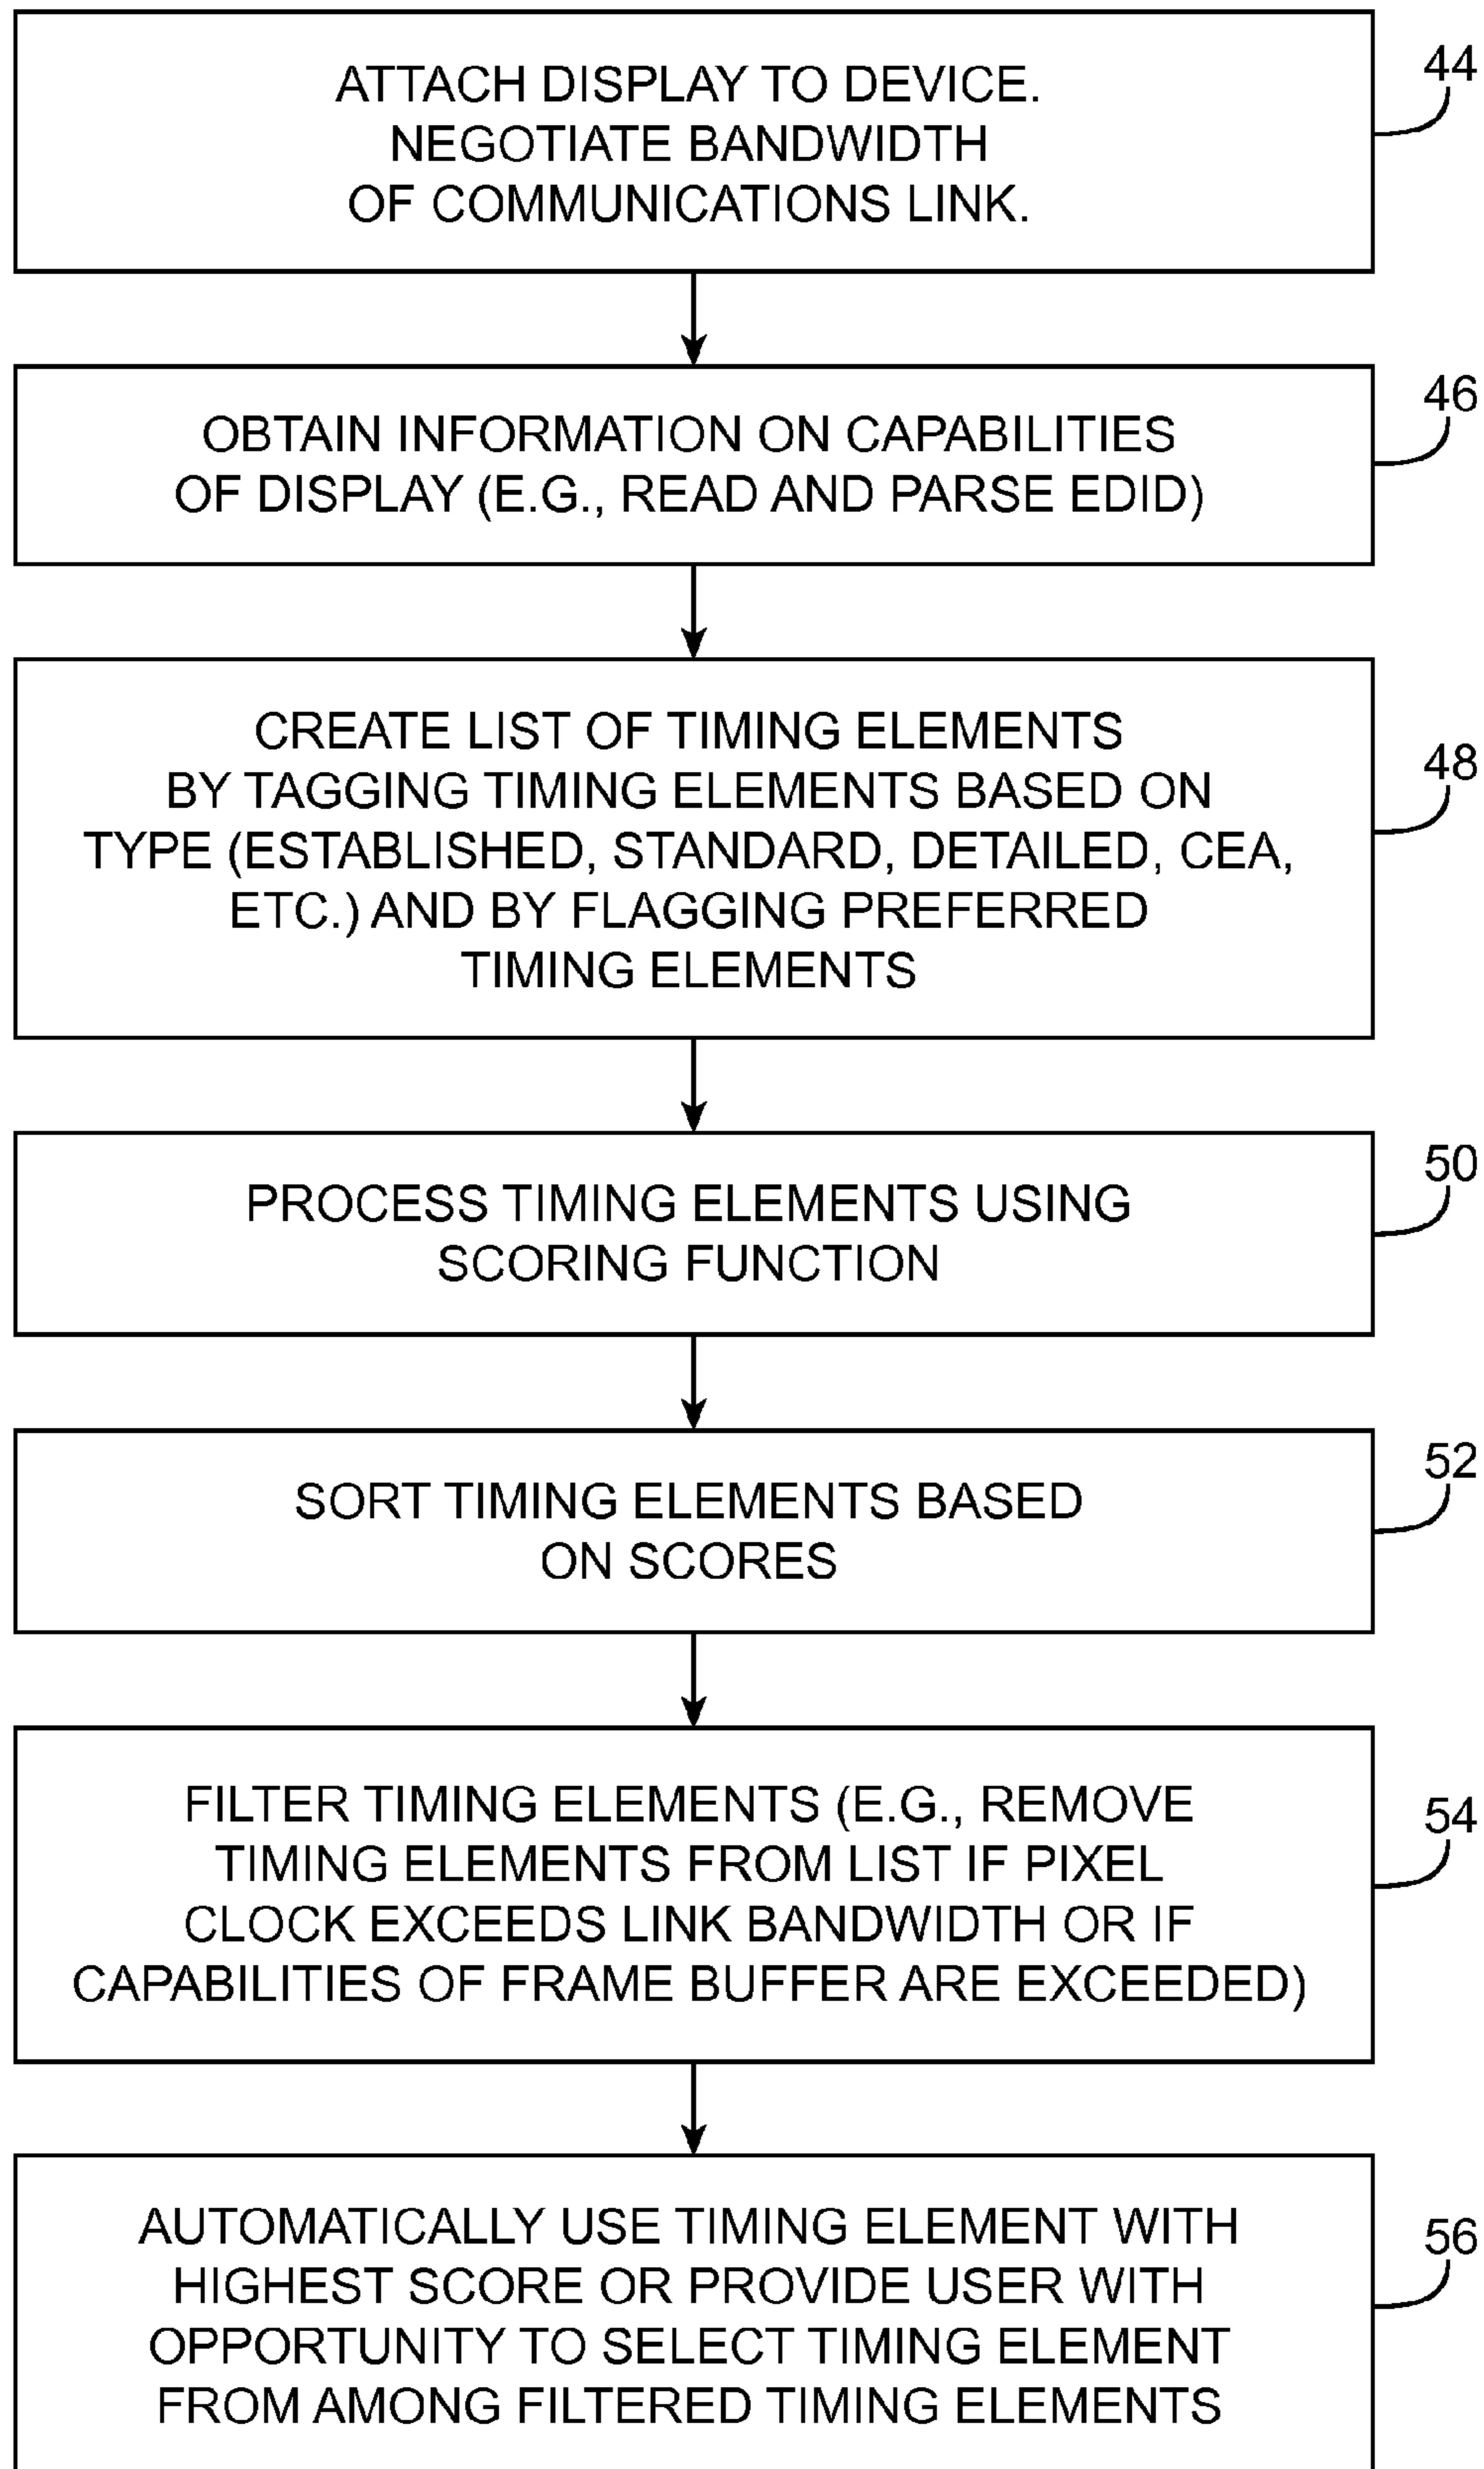 ATTACH DISPLAY TO DEVICE.
NEGOTIATE BANDWIDTH
OF COMMUNICATIONS LINK.
44
OBTAIN INFORMATION ON CAPABILITIES
OF DISPLAY (E.G., READ AND PARSE EDID)
46
CREATE LIST OF TIMING ELEMENTS
BY TAGGING TIMING ELEMENTS BASED ON
TYPE (ESTABLISHED, STANDARD, DETAILED, CEA,
ETC.) AND BY FLAGGING PREFERRED
TIMING ELEMENTS
48
PROCESS TIMING ELEMENTS USING
SCORING FUNCTION
50
SORT TIMING ELEMENTS BASED
ON SCORES
52
FILTER TIMING ELEMENTS (E.G., REMOVE
TIMING ELEMENTS FROM LIST IF PIXEL
CLOCK EXCEEDS LINK BANDWIDTH OR IF
CAPABILITIES OF FRAME BUFFER ARE EXCEEDED)
54
AUTOMATICALLY USE TIMING ELEMENT WITH
HIGHEST SCORE OR PROVIDE USER WITH
OPPORTUNITY TO SELECT TIMING ELEMENT
FROM AMONG FILTERED TIMING ELEMENTS
56